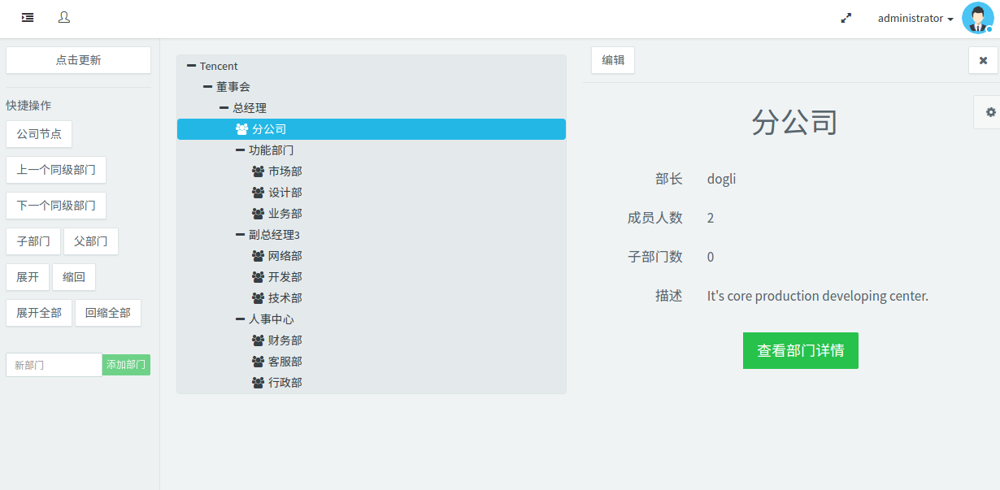 administrator
点击更新
快捷操作
公司节点
上一个同级部门
下一个同级部门
子部门 父部门
展开 缩回
展开全部 回缩全部
新部门 添加部门
Tencent
董事会
总经理
分公司
功能部门
市场部
设计部
业务部
副总经理3
网络部
开发部
技术部
人事中心
财务部
客服部
行政部
编辑
分公司
部长 dogli
成员人数 2
子部门数 0
描述 It's core production developing center.
查看部门详情